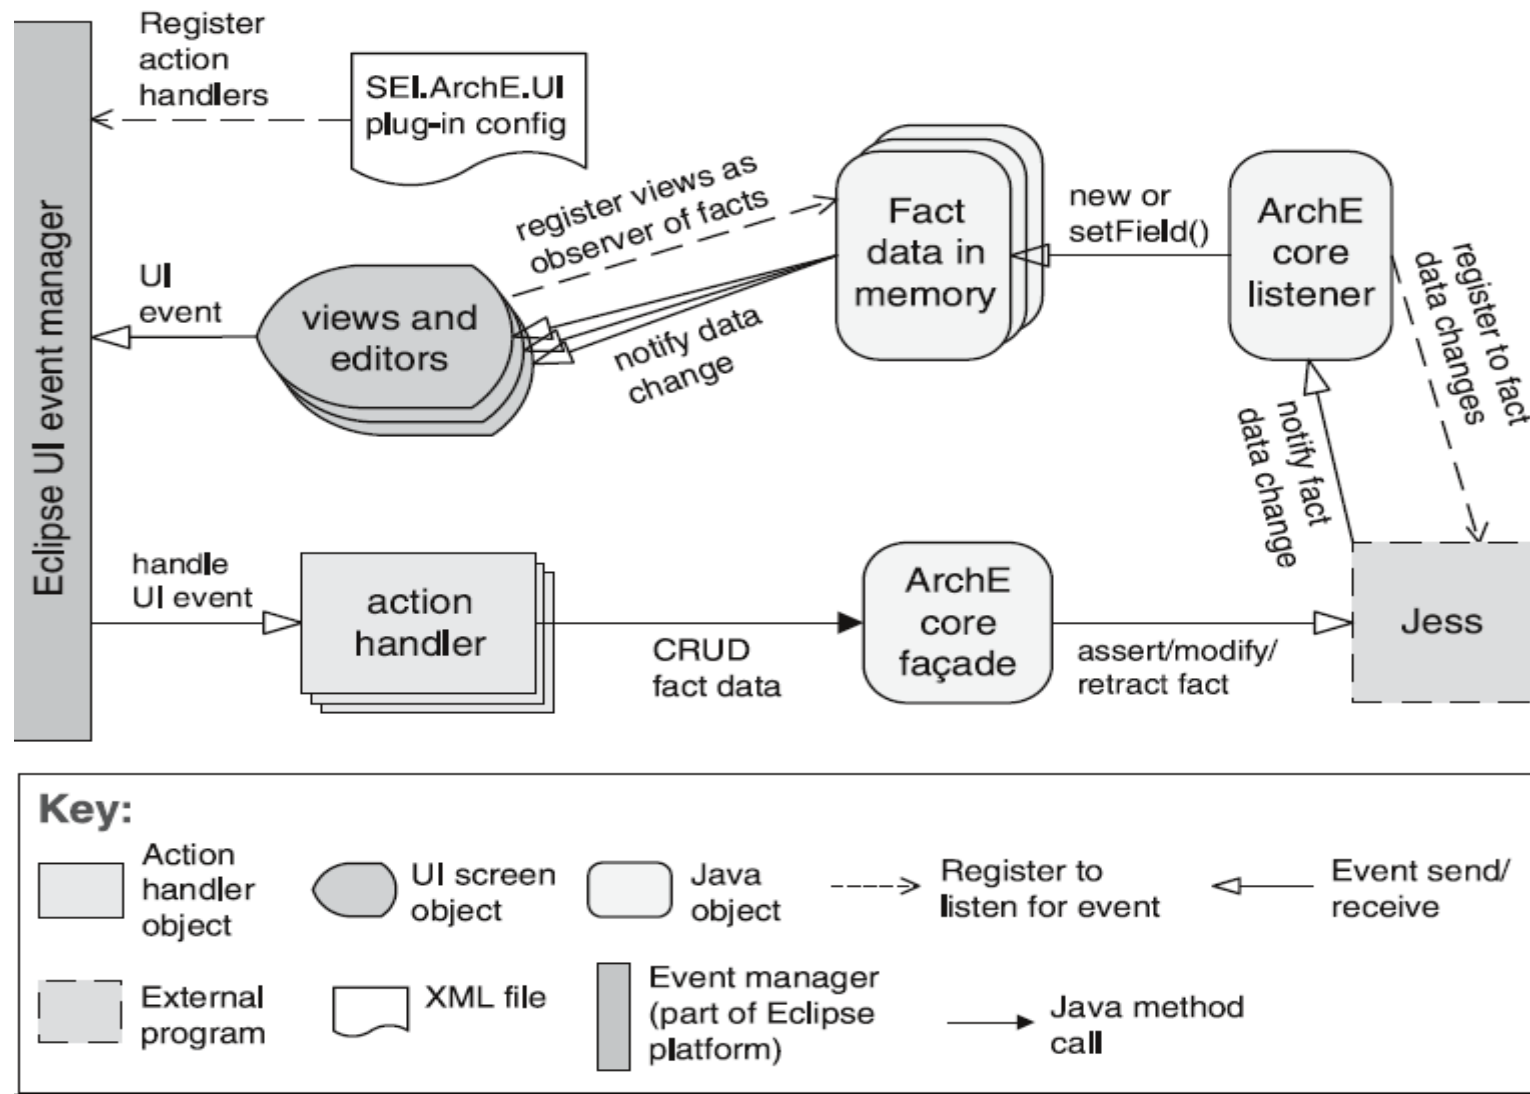 Register
action
handlers
SEI.ArchE.UI
plug-in config
Eclipse UI event manager
register views as
observer of facts
Fact
data in
memory
new or
setField()
ArchE
core
listener
register to fact
data changes
UI
event
views and
editors
notify data
change
notify fact
data change
handle
UI event
action
handler
CRUD
fact data
ArchE
core
façade
assert/modify/
retract fact
Jess
Key:
Action
handler
object
UI screen
object
Java
object
Register to
listen for event
Event send/
receive
External
program
XML file
Event manager
(part of Eclipse
platform)
Java method
call